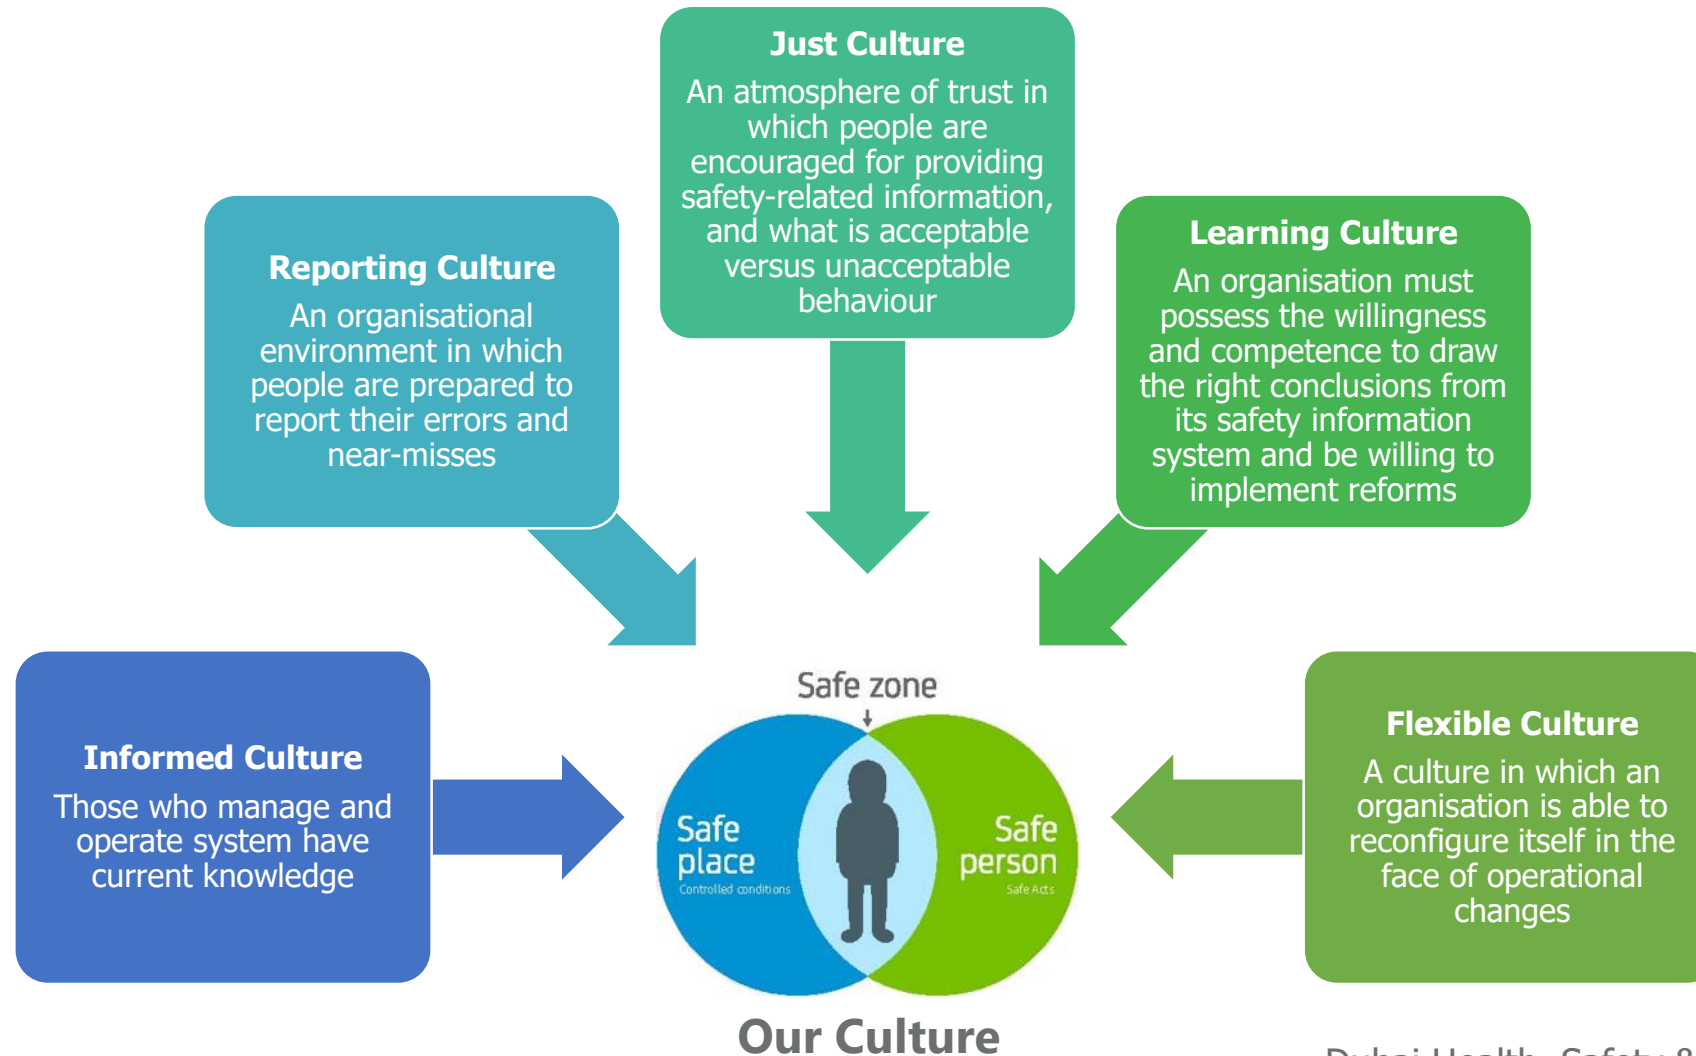 Just Culture
An atmosphere of trust in
which people are
encouraged for providing
safety-related information,
and what is acceptable
versus unacceptable
behaviour
Reporting Culture
An organisational
environment in which
people are prepared to
report their errors and
near-misses
Learning Culture
An organisation must
possess the willingness
and competence to draw
the right conclusions from
its safety information
system and be willing to
implement reforms
Informed Culture
Those who manage and
operate system have
current knowledge
Safe zone
Safe
place
Controlled conditions
Safe
person
Safe Acts
Flexible Culture
A culture in which an
organisation is able to
reconfigure itself in the
face of operational
changes
Our Culture
Dubai Health, Safety &